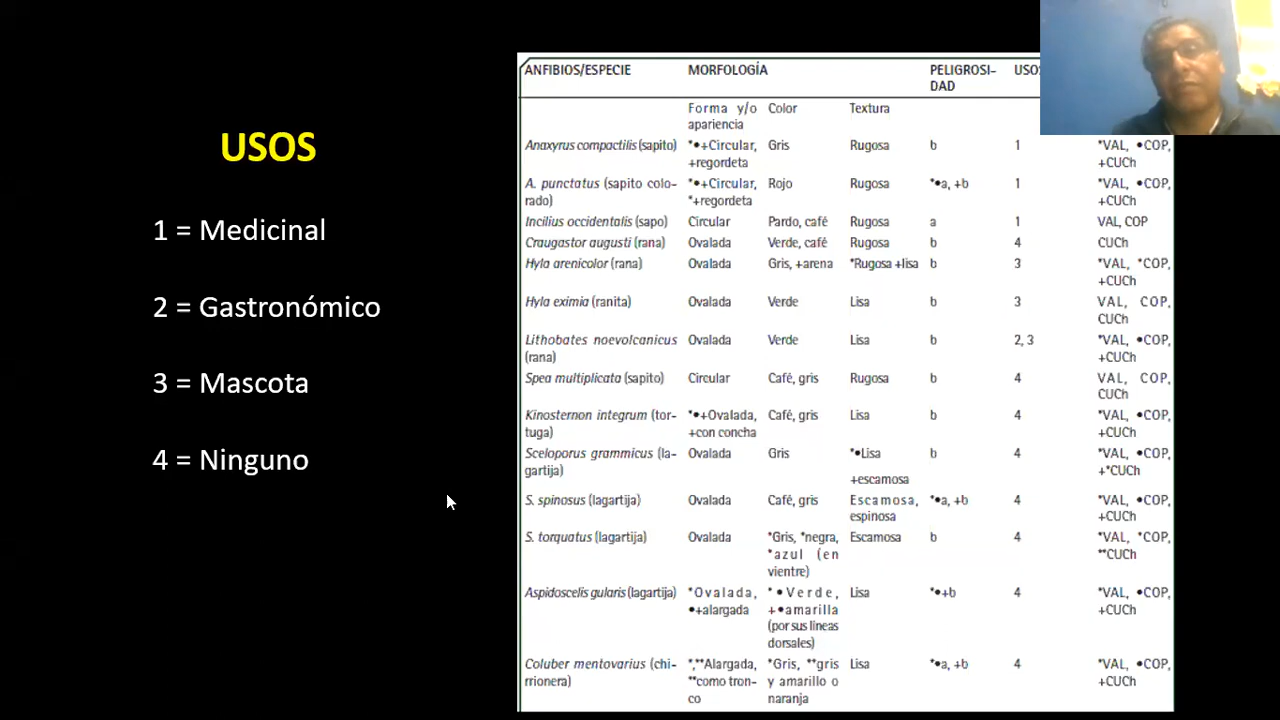 USOS
1 = Medicinal
2 = Gastronómico
3 = Mascota
4 = Ninguno
ANFIBIOS/ESPECIE MORFOLOGÍA PELIGROSI- USOS
DAD
Forma y/o Color Textura
apariencia
Anaxyrus compactilis (sapito) *•+Circular, Gris Rugosa b 1 *VAL, •COP,
+regordeta +CUCh
A. punctatus (sapito colo- *•+Circular, Rojo Rugosa *•a, +b 1 *VAL, •COP,
rado) *+regordeta +CUCh
Incilius occidentalis (sapo) Circular Pardo, café Rugosa a 1 VAL, COP
Craugastor augusti (rana) Ovalada Verde, café Rugosa b 4 CUCh
Hyla arenicolor (rana) Ovalada Gris, +arena *Rugosa +lisa b 3 *VAL, *COP,
+CUCh
Hyla eximia (ranita) Ovalada Verde Lisa b 3 VAL, COP,
CUCh
Lithobates noevolcanicus Ovalada Verde Lisa b 2, 3 *VAL, •COP,
(rana) +CUCh
Spea multiplicata (sapito) Circular Café, gris Rugosa b 4 VAL, COP,
CUCh
Kinosternon integrum (tor- *•+Ovalada, Café, gris Lisa b 4 *VAL, •COP,
tuga) +con concha +CUCh
Sceloporus grammicus (la- Ovalada Gris *•Lisa b 4 *VAL, •COP,
gartija) +escamosa +*CUCh
S. spinosus (lagartija) Ovalada Café, gris Escamosa, *•a, +b 4 *VAL, •COP,
espinosa +CUCh
S. torquatus (lagartija) Ovalada *Gris, *negra, Escamosa b 4 *VAL, *COP,
*azul (en **CUCh
vientre)
Aspidoscelis gularis (lagartija) *Ovalada, *•Verde, Lisa *•+b 4 *VAL, •COP,
•+alargada +•amarilla +CUCh
(por sus líneas
dorsales)
Coluber mentovarius (chi- *,**Alargada, *Gris, **gris Lisa *•a, +b 4 *VAL, •COP,
rrionera) **como tron- y amarillo o +CUCh
co naranja